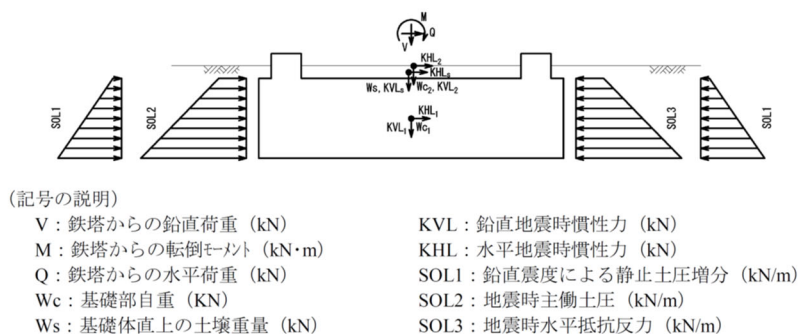 M
Q
V
KHL₂
KHLₛ
Ws, KVLₛ
Wc₂, KVL₂
KHL₁
KVL₁
Wc₁
SOL1
SOL2
SOL3
SOL1
(記号の説明)
V：鉄塔からの鉛直荷重（kN）
M：鉄塔からの転倒ﾓｰﾒﾝﾄ（kN･m）
Q：鉄塔からの水平荷重（kN）
Wc：基礎部自重（KN）
Ws：基礎体直上の土壌重量（kN）
KVL：鉛直地震時慣性力（kN）
KHL：水平地震時慣性力（kN）
SOL1：鉛直震度による静止土圧増分（kN/m）
SOL2：地震時主働土圧（kN/m）
SOL3：地震時水平抵抗反力（kN/m）